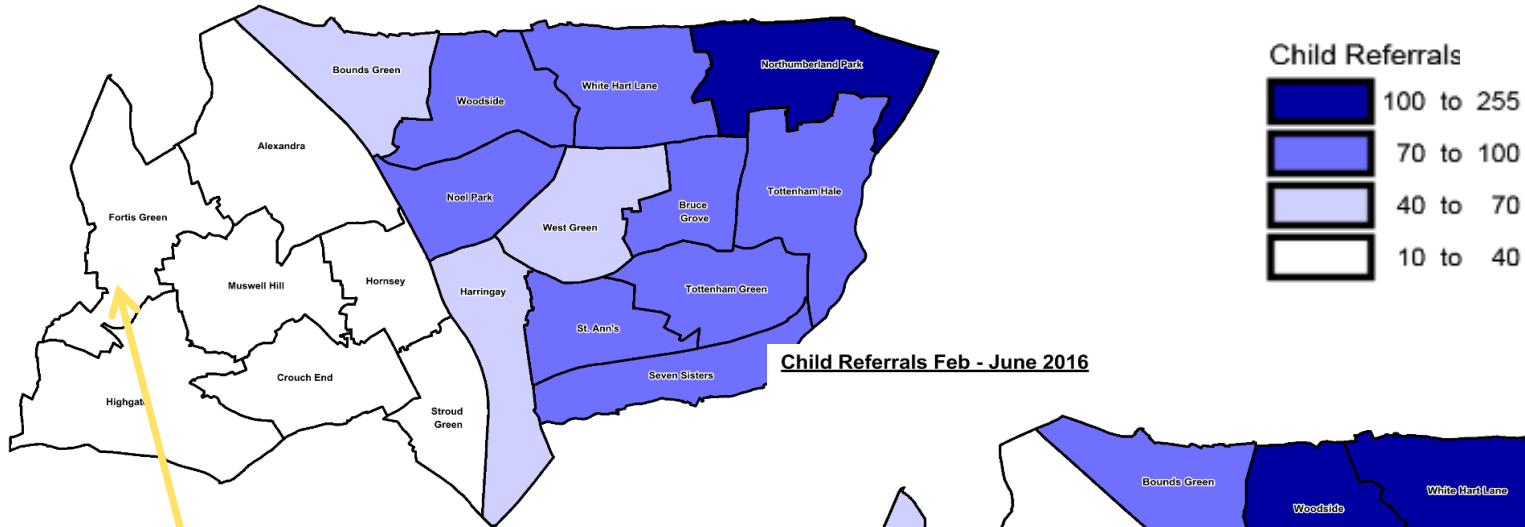 Bounds Green
Woodside
White Hart Lane
Northumberland Park
Alexandra
Noel Park
Tottenham Hale
Bruce
Grove
Fortis Green
West Green
Muswell Hill
Hornsey
Harringay
Tottenham Green
St. Ann's
Seven Sisters
Crouch End
Highgate
Stroud
Green
Child Referrals
100 to 255
70 to 100
40 to 70
10 to 40
Child Referrals Feb - June 2016
Bounds Green
Woodside
White Hart Lane